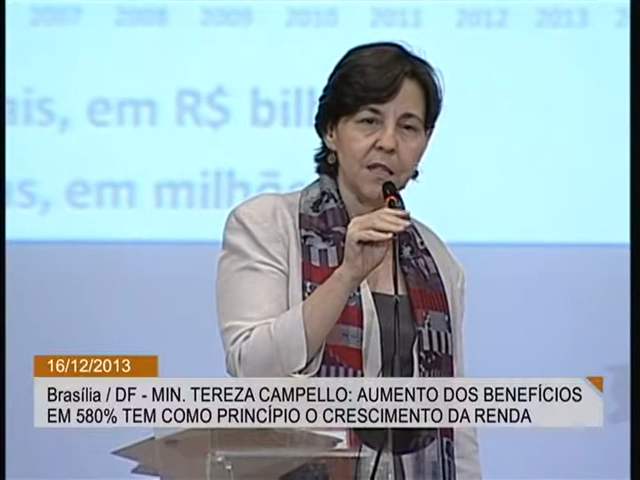 2007 2008 2009 2010 2011 2012 2013
ais, em R$ bilh
s, em milhõ
16/12/2013
Brasília / DF - MIN. TEREZA CAMPELLO: AUMENTO DOS BENEFÍCIOS
EM 580% TEM COMO PRINCÍPIO O CRESCIMENTO DA RENDA